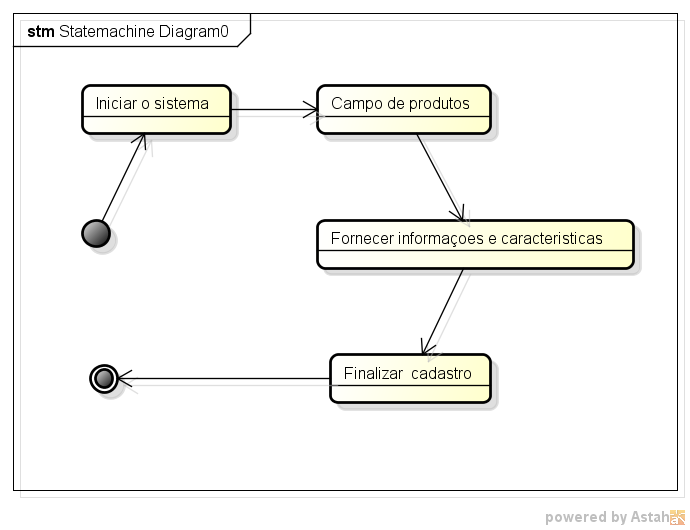 stm Statemachine Diagram0
Iniciar o sistema
Campo de produtos
Fornecer informaçoes e caracteristicas
Finalizar cadastro
powered by Astah